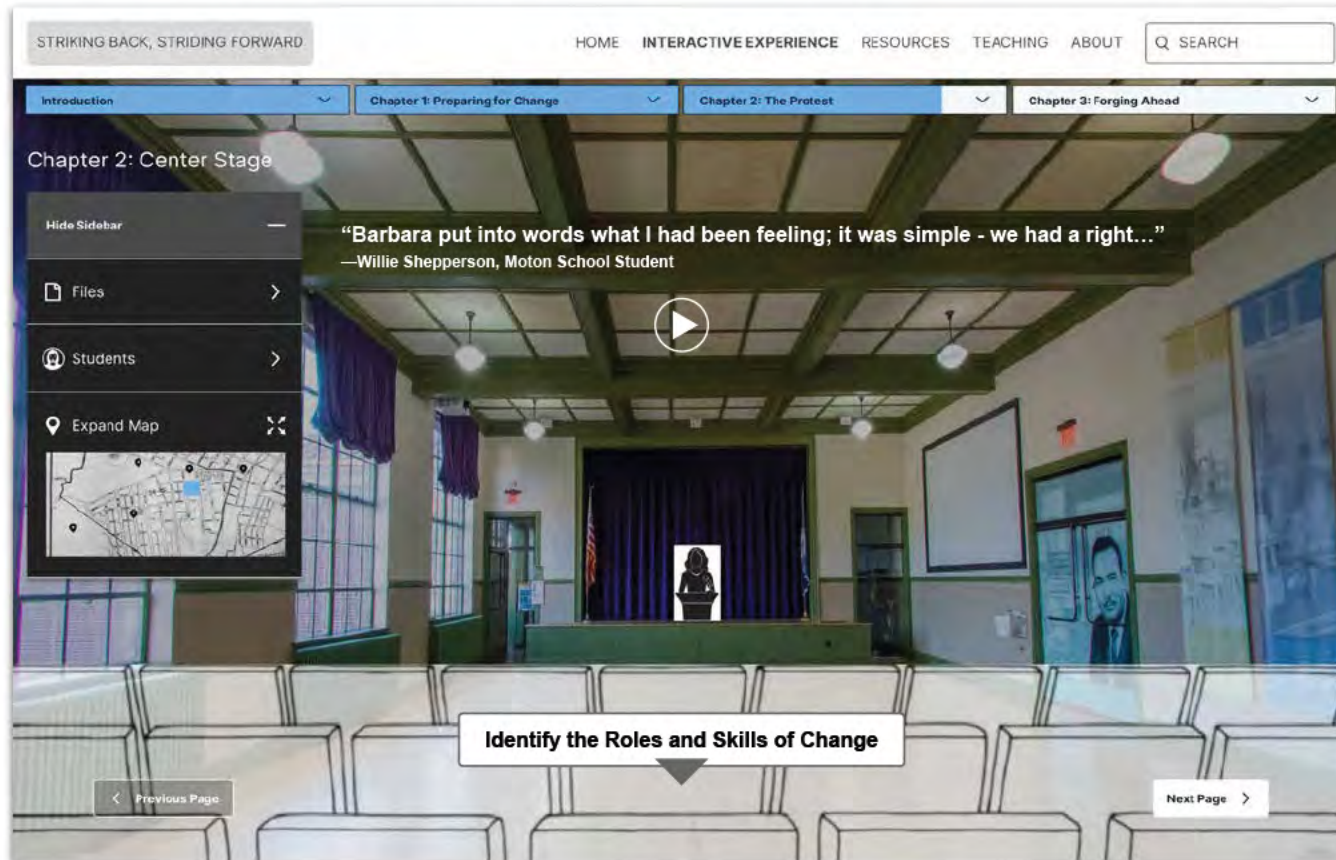 STRIKING BACK, STRIDING FORWARD
HOME
INTERACTIVE EXPERIENCE
RESOURCES
TEACHING
ABOUT
SEARCH
Introduction
Chapter 1: Preparing for Change
Chapter 2: The Protest
Chapter 3: Forging Ahead
Chapter 2: Center Stage
Hide Sidebar
Files
Students
Expand Map
“Barbara put into words what I had been feeling; it was simple - we had a right…”
—Willie Shepperson, Moton School Student
Identify the Roles and Skills of Change
Previous Page
Next Page